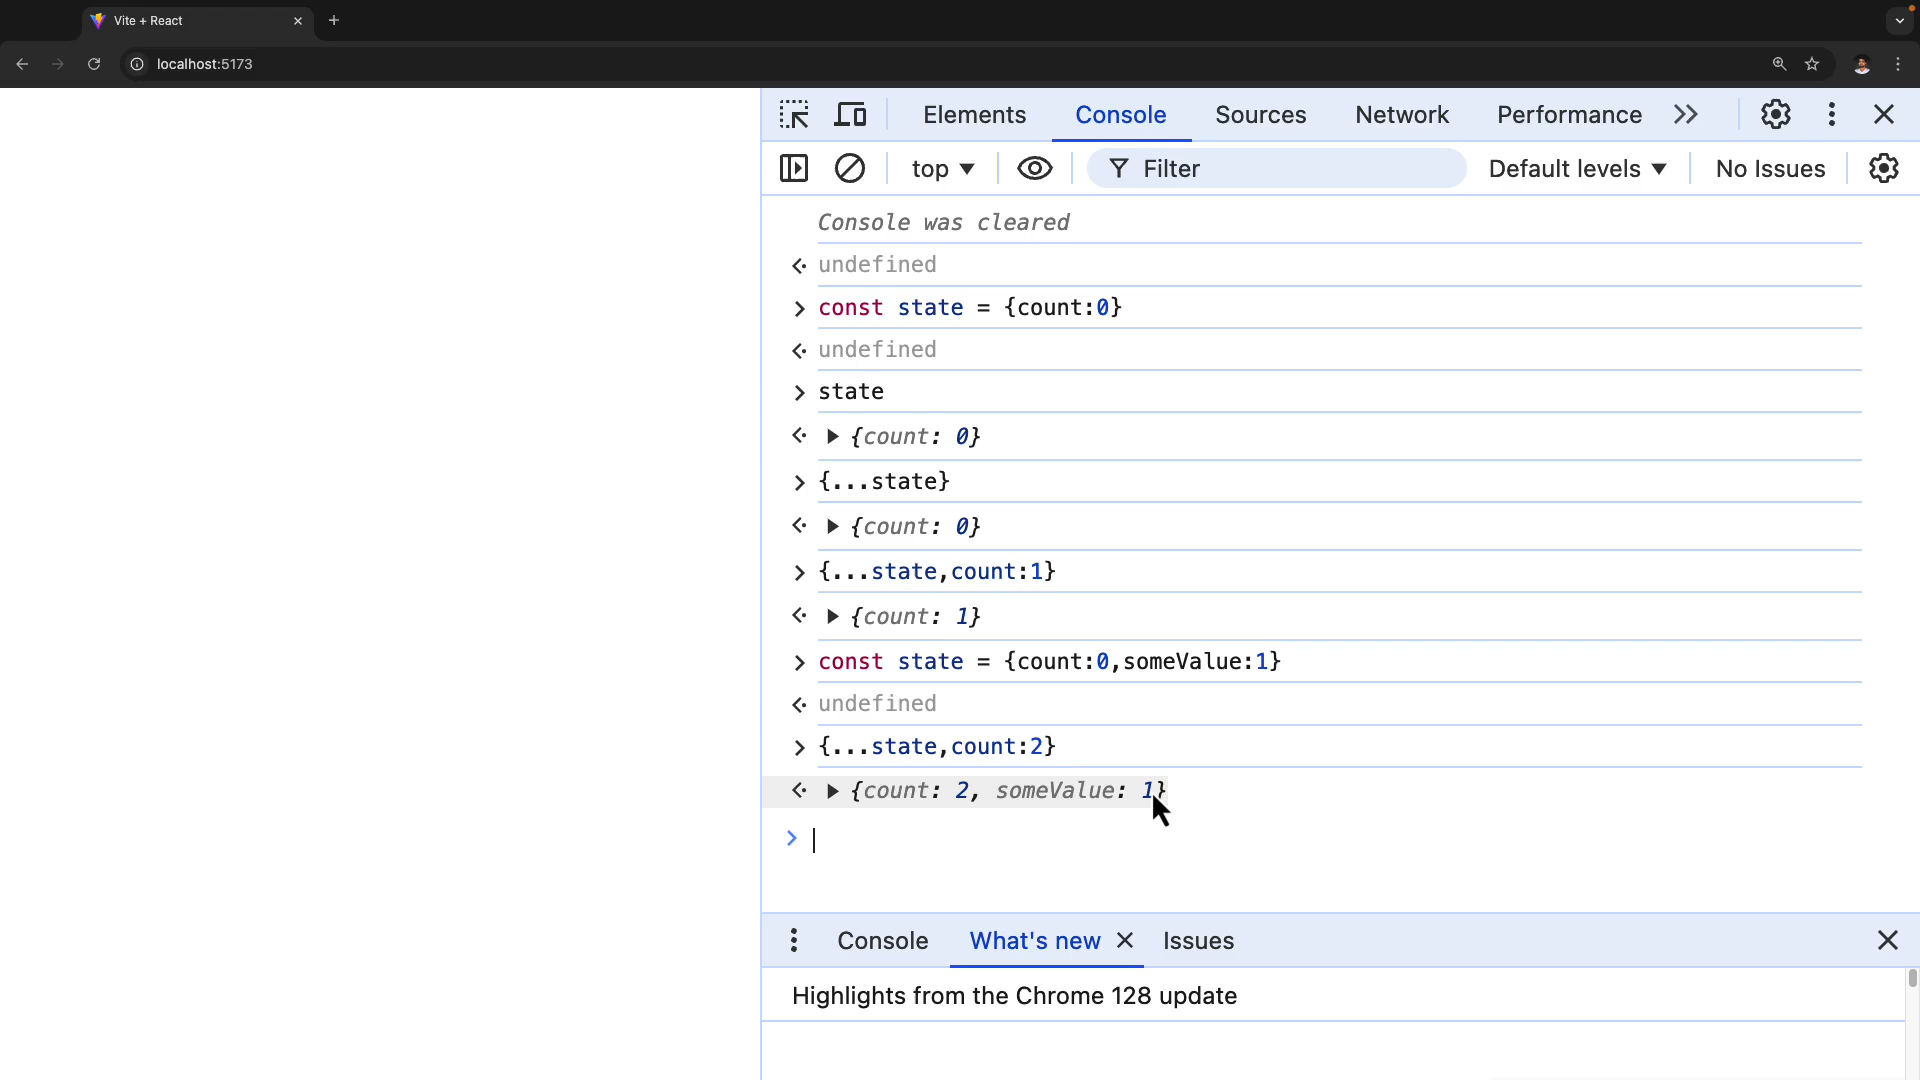 Vite + React
localhost:5173
Elements Console Sources Network Performance
top Filter Default levels No Issues
Console was cleared
undefined
const state = {count:0}
undefined
state
{count: 0}
{...state}
{count: 0}
{...state,count:1}
{count: 1}
const state = {count:0,someValue:1}
undefined
{...state,count:2}
{count: 2, someValue: 1}
Console What's new Issues
Highlights from the Chrome 128 update